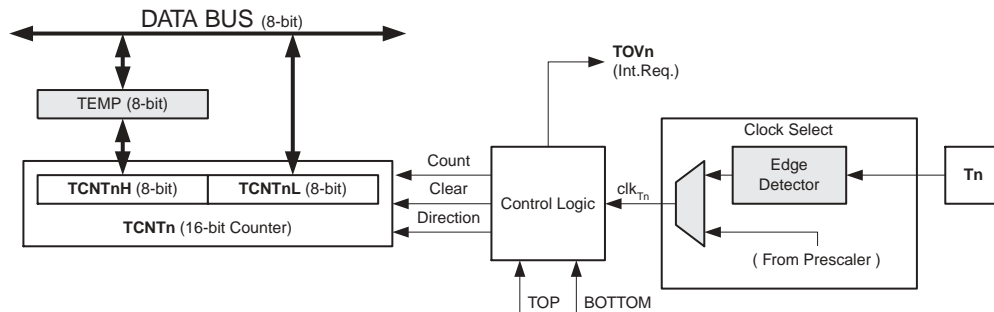 DATA BUS (8-bit)
TOVn
(Int.Req.)
TEMP (8-bit)
Clock Select
Count
Edge
Detector
Tn
TCNTnH (8-bit) TCNTnL (8-bit)
Clear
Control Logic
clkTn
TCNTn (16-bit Counter)
Direction
( From Prescaler )
TOP
BOTTOM